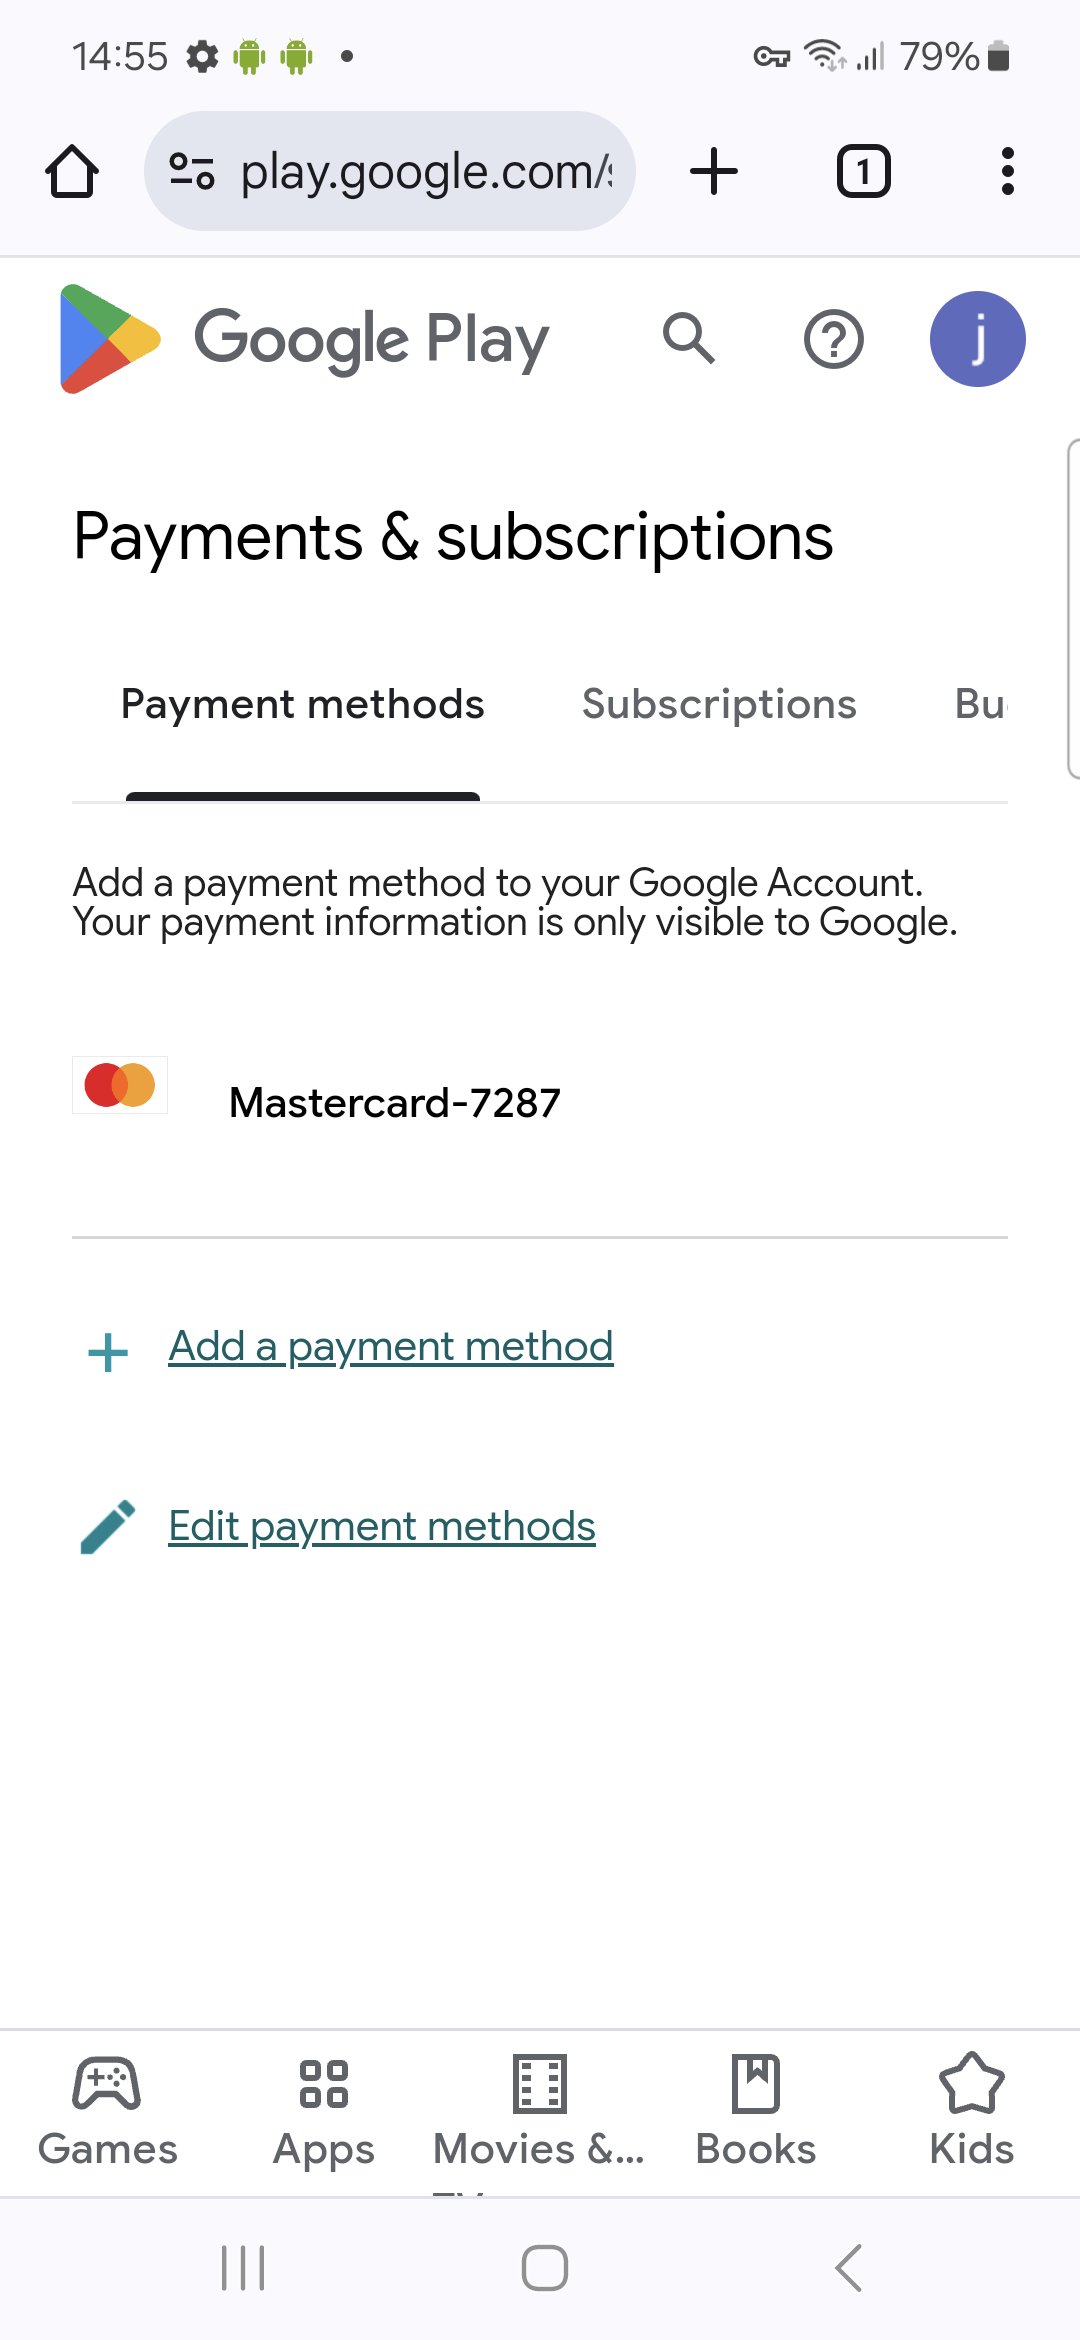 14:55
79%
play.google.com/
1
Google Play
j
Payments & subscriptions
Payment methods
Subscriptions
Add a payment method to your Google Account.
Your payment information is only visible to Google.
Mastercard-7287
Add a payment method
Edit payment methods
Games
Apps
Movies &...
Books
Kids